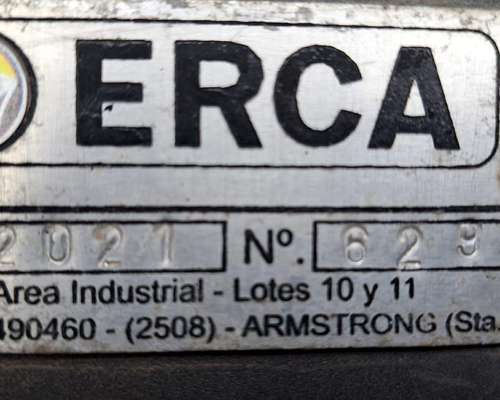 ERCA
2021 Nº. 629
Area Industrial - Lotes 10 y 11
490460 - (2508) - ARMSTRONG (Sta.